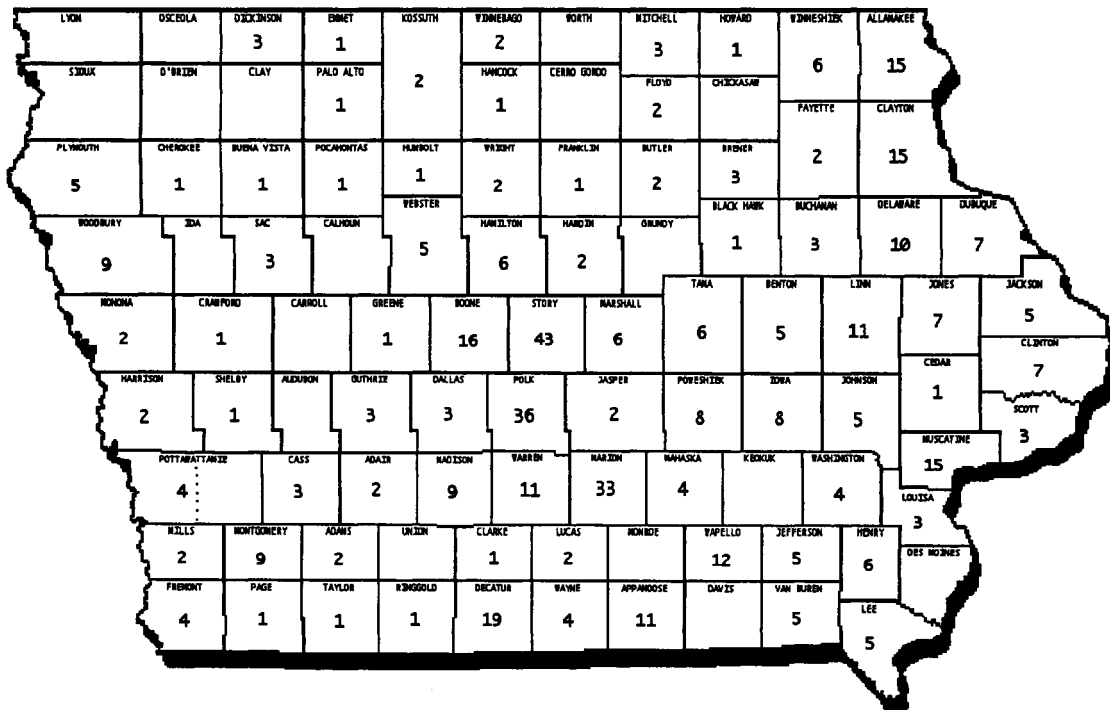 LYON OSCEOLA DICKINSON EMMET KOSSUTH WINNEBAGO WORTH MITCHELL HOWARD WINNESHIEK ALLAMAKEE
3 1 2 3 1
6 15
SIOUX O'BRIEN CLAY PALO ALTO 2 HANCOCK CERRO GORDO FLOYD CHICKASAW
1 1 2
FAYETTE CLAYTON
PLYMOUTH CHEROKEE BUENA VISTA POCAHONTAS HUMBOLT WRIGHT FRANKLIN BUTLER BREMER
2 15
5 1 1 1 1 2 1 2 3
WEBSTER BLACK HAWK BUCHANAN DELAWARE DUBUQUE
WOODBURY IDA SAC CALHOUN HAMILTON HARDIN GRUNDY
1 3 10 7
9 3 5 6 2
TAMA BENTON LINN JONES JACKSON
MONONA CRAWFORD CARROLL GREENE BOONE STORY MARSHALL
7 5
2 1 1 16 43 6 6 5 11
CLINTON
CEDAR 7
HARRISON SHELBY AUDUBON GUTHRIE DALLAS POLK JASPER POWESHIEK IOWA JOHNSON
1
SCOTT
2 1 3 3 36 2 8 8 5
3
MUSCATINE
POTTAWATTAMIE CASS ADAIR MADISON WARREN MARION MAHASKA KEOKUK WASHINGTON
15
4 3 2 9 11 33 4 4
LOUISA
3
MILLS MONTGOMERY ADAMS UNION CLARKE LUCAS MONROE WAPELLO JEFFERSON HENRY
DES MOINES
2 9 2 1 2 12 5 6
FREMONT PAGE TAYLOR RINGGOLD DECATUR WAYNE APPANOOSE DAVIS VAN BUREN
LEE
4 1 1 1 19 4 11 5
5